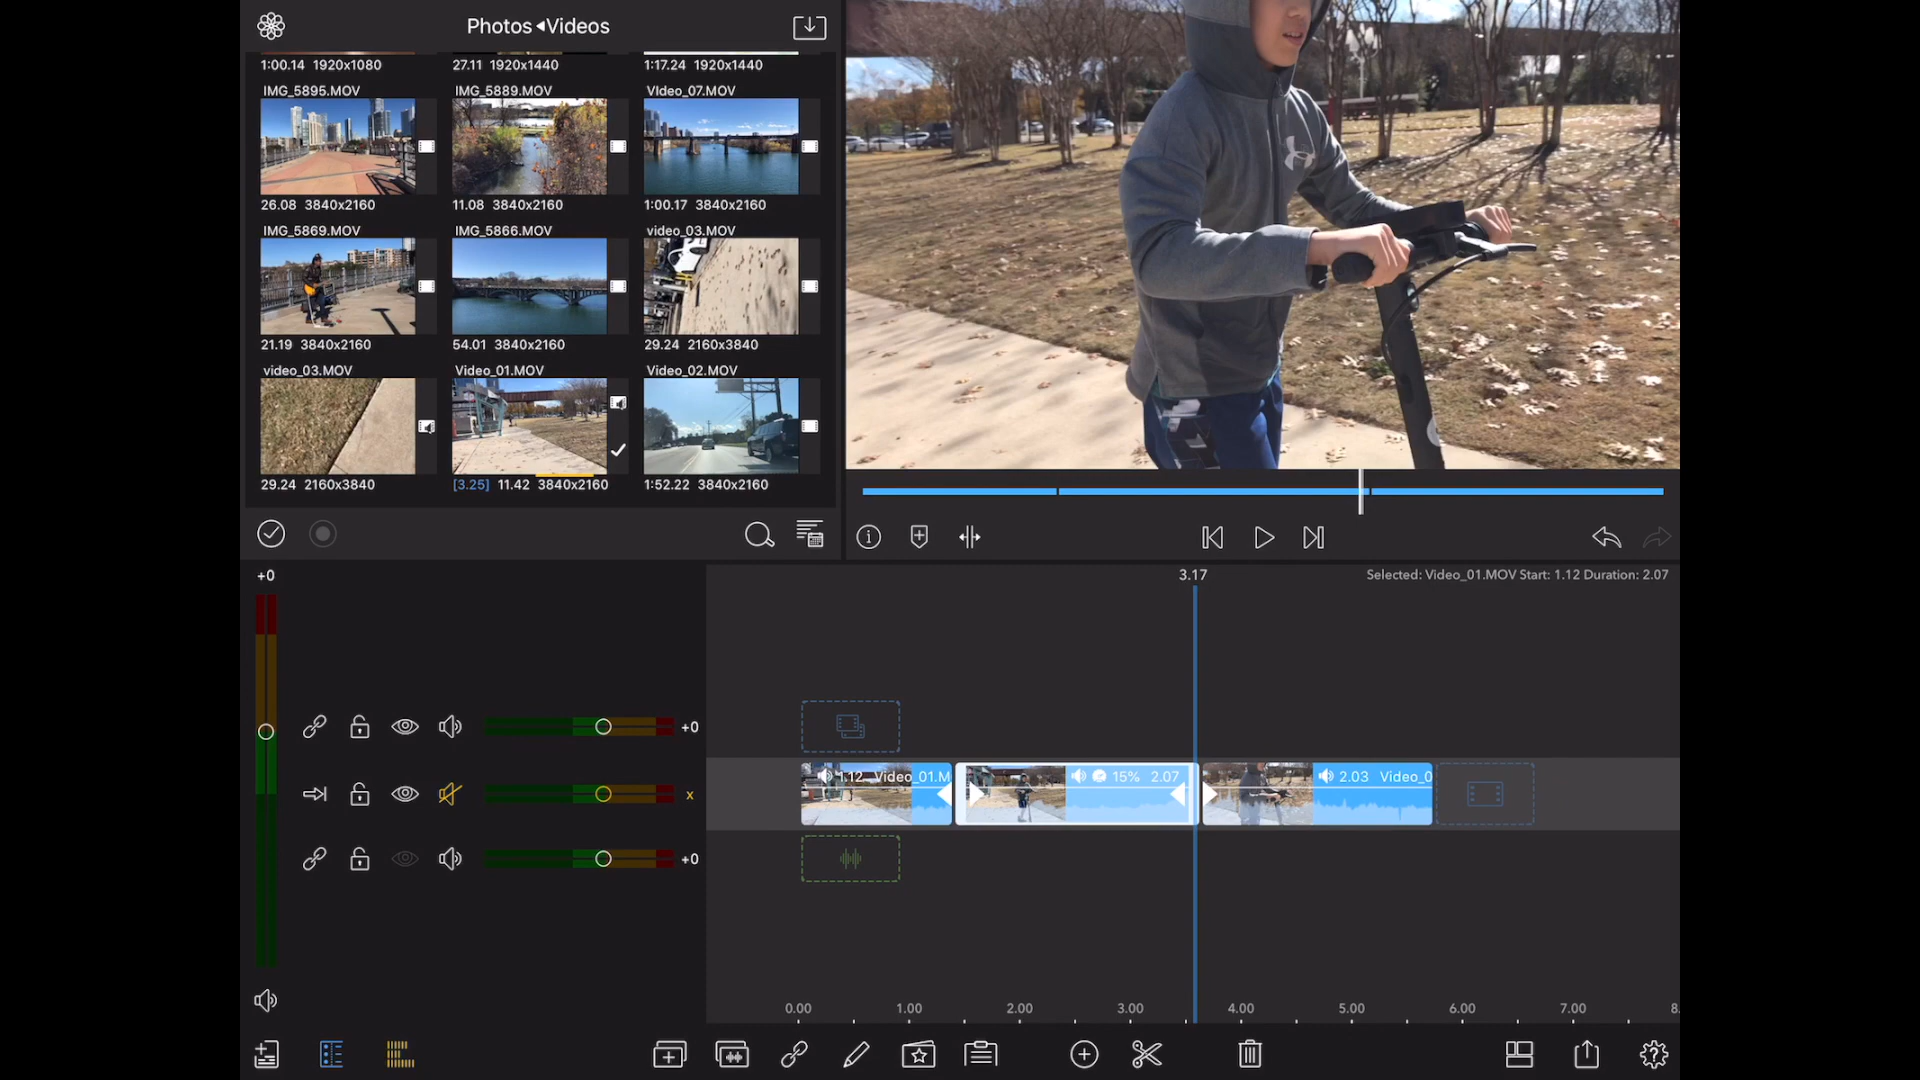 Photos◂Videos
1:00.14 1920x1080
27.11 1920x1440
1:17.24 1920x1440
IMG_5895.MOV
IMG_5889.MOV
VIdeo_07.MOV
26.08 3840x2160
11.08 3840x2160
1:00.17 3840x2160
IMG_5869.MOV
IMG_5866.MOV
video_03.MOV
21.19 3840x2160
54.01 3840x2160
29.24 2160x3840
video_03.MOV
Video_01.MOV
Video_02.MOV
29.24 2160x3840
[3.25] 11.42 3840x2160
1:52.22 3840x2160
+0
3.17
Selected: Video_01.MOV Start: 1.12 Duration: 2.07
+0
1.12 Video_01.M
15% 2.07
2.03 Video_0
x
+0
0.00 1.00 2.00 3.00 4.00 5.00 6.00 7.00 8.